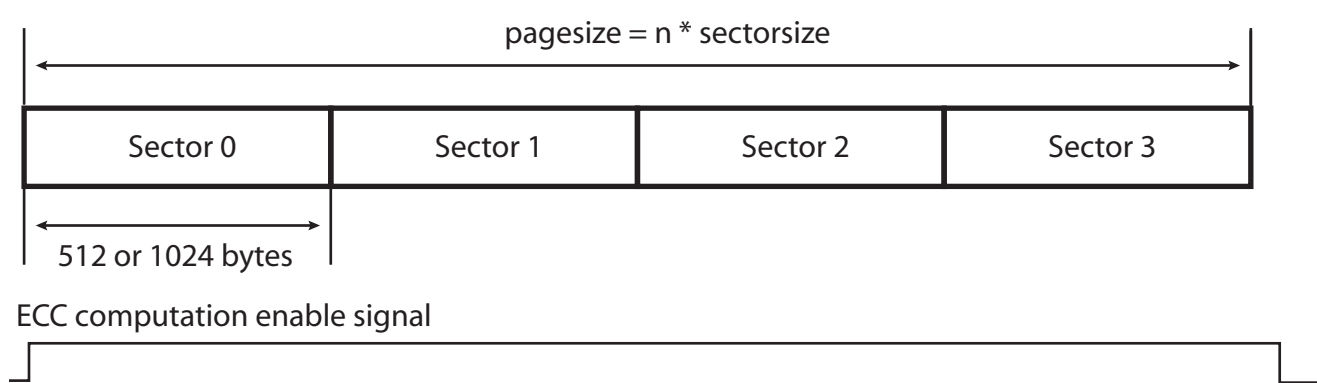 pagesize = n * sectorsize
Sector 0 Sector 1 Sector 2 Sector 3
512 or 1024 bytes
ECC computation enable signal